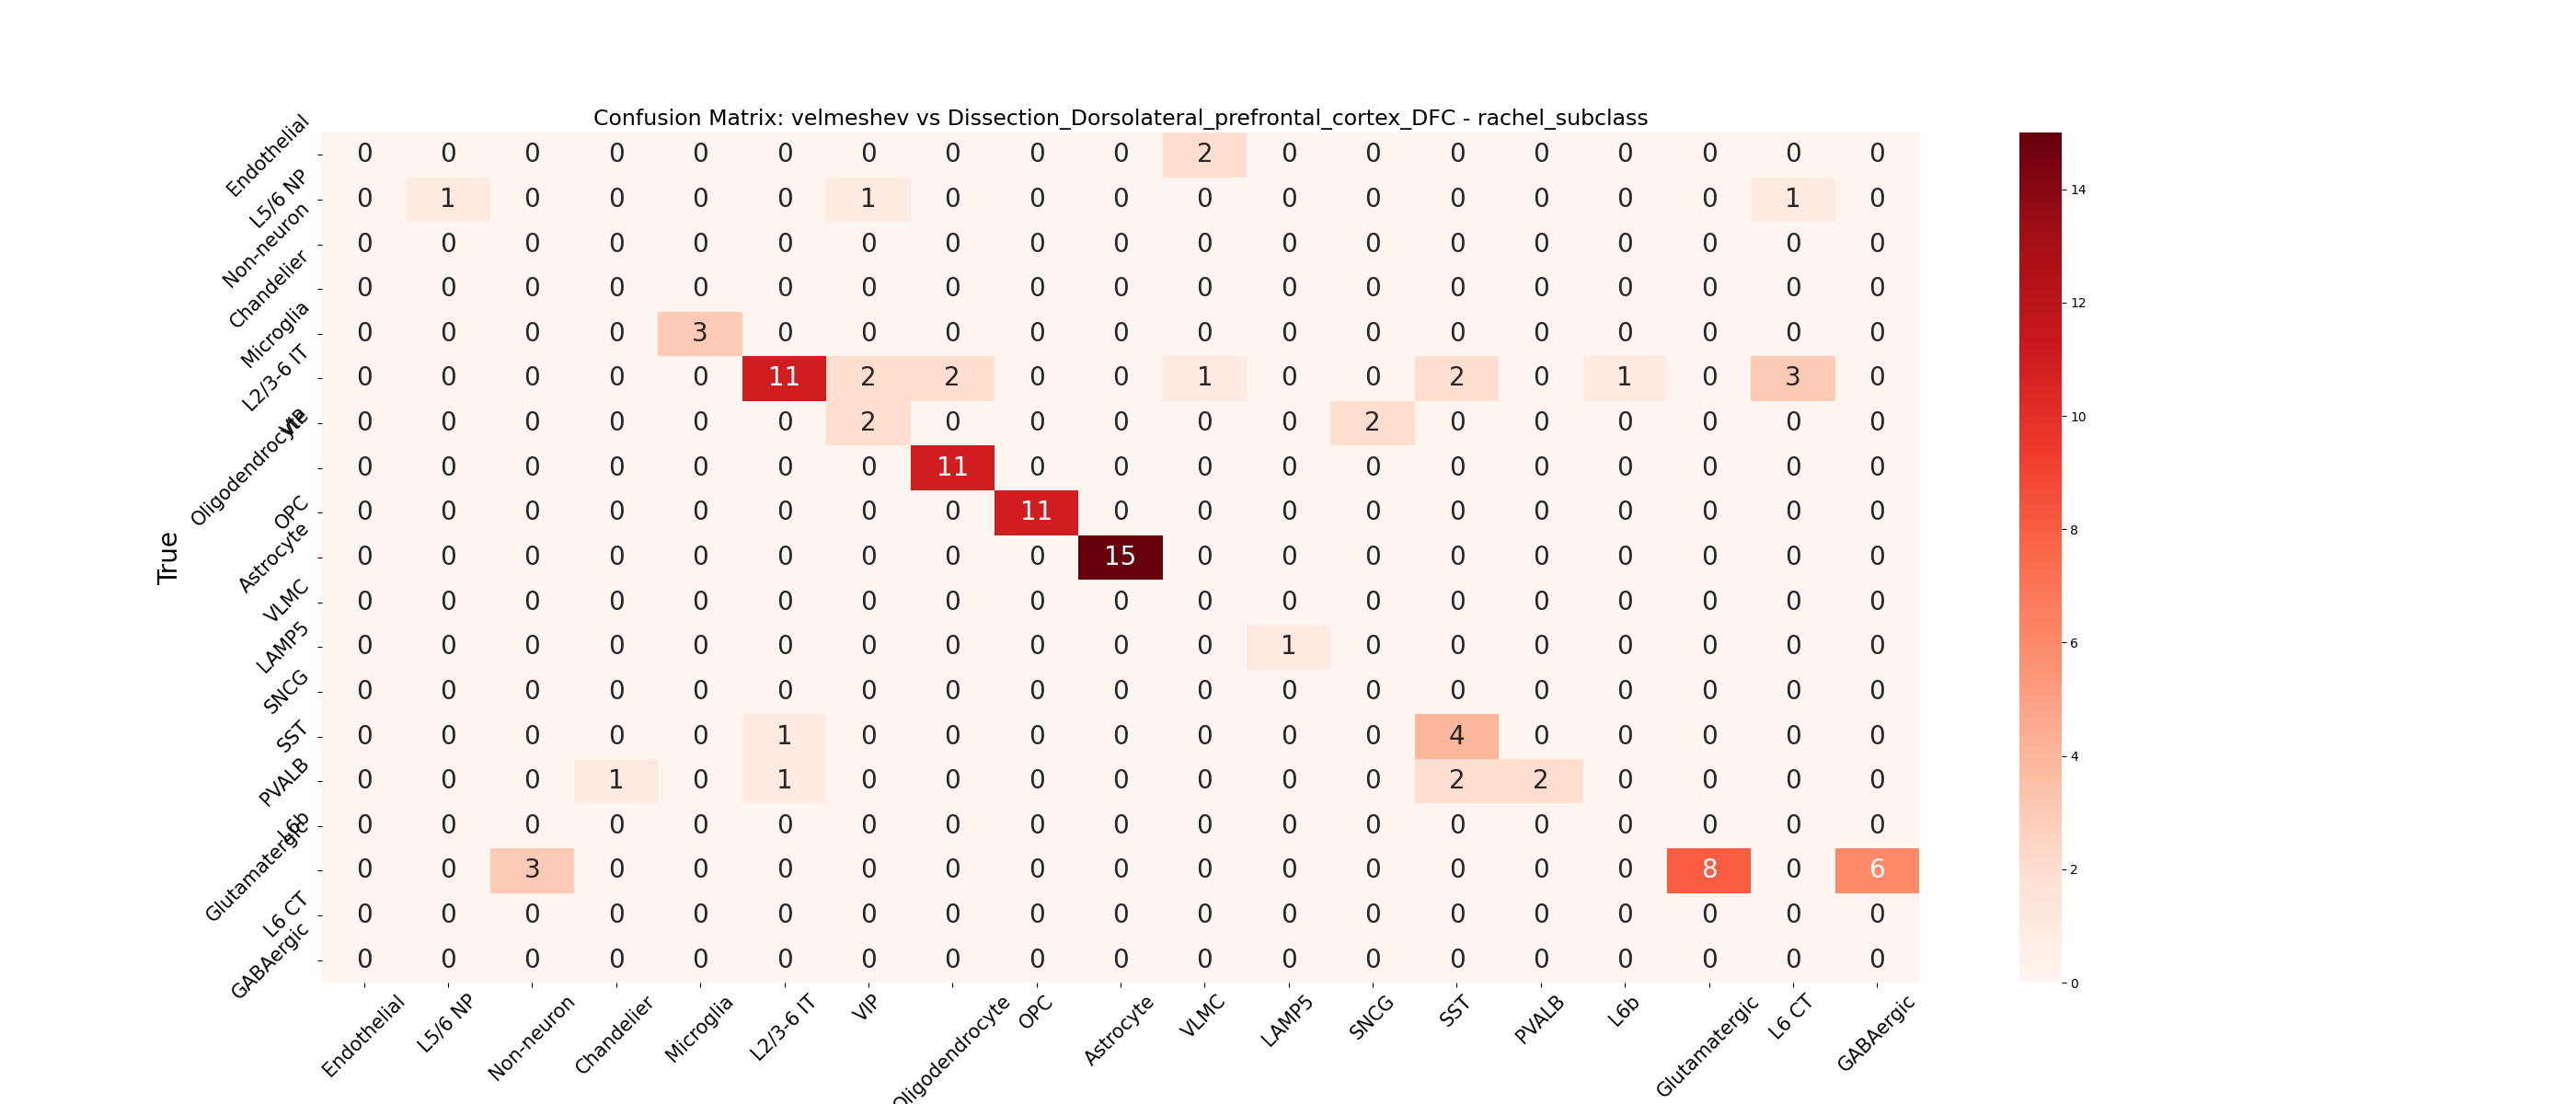 Confusion Matrix: velmeshev vs Dissection_Dorsolateral_prefrontal_cortex_DFC - rachel_subclass
True
Endothelial 0 0 0 0 0 0 0 0 0 0 2 0 0 0 0 0 0 0 0
L5/6 NP 0 1 0 0 0 0 1 0 0 0 0 0 0 0 0 0 0 1 0
Non-neuron 0 0 0 0 0 0 0 0 0 0 0 0 0 0 0 0 0 0 0
Chandelier 0 0 0 0 0 0 0 0 0 0 0 0 0 0 0 0 0 0 0
Microglia 0 0 0 0 3 0 0 0 0 0 0 0 0 0 0 0 0 0 0
L2/3-6 IT 0 0 0 0 0 11 2 2 0 0 1 0 0 2 0 1 0 3 0
VIP 0 0 0 0 0 0 2 0 0 0 0 0 2 0 0 0 0 0 0
Oligodendrocyte 0 0 0 0 0 0 0 11 0 0 0 0 0 0 0 0 0 0 0
OPC 0 0 0 0 0 0 0 0 11 0 0 0 0 0 0 0 0 0 0
Astrocyte 0 0 0 0 0 0 0 0 0 15 0 0 0 0 0 0 0 0 0
VLMC 0 0 0 0 0 0 0 0 0 0 0 0 0 0 0 0 0 0 0
LAMP5 0 0 0 0 0 0 0 0 0 0 0 1 0 0 0 0 0 0 0
SNCG 0 0 0 0 0 0 0 0 0 0 0 0 0 0 0 0 0 0 0
SST 0 0 0 0 0 1 0 0 0 0 0 0 0 4 0 0 0 0 0
PVALB 0 0 0 1 0 1 0 0 0 0 0 0 0 2 2 0 0 0 0
L6b 0 0 0 0 0 0 0 0 0 0 0 0 0 0 0 0 0 0 0
Glutamatergic 0 0 3 0 0 0 0 0 0 0 0 0 0 0 0 0 8 0 6
L6 CT 0 0 0 0 0 0 0 0 0 0 0 0 0 0 0 0 0 0 0
GABAergic 0 0 0 0 0 0 0 0 0 0 0 0 0 0 0 0 0 0 0
Endothelial L5/6 NP Non-neuron Chandelier Microglia L2/3-6 IT VIP Oligodendrocyte OPC Astrocyte VLMC LAMP5 SNCG SST PVALB L6b Glutamatergic L6 CT GABAergic
14
12
10
8
6
4
2
0